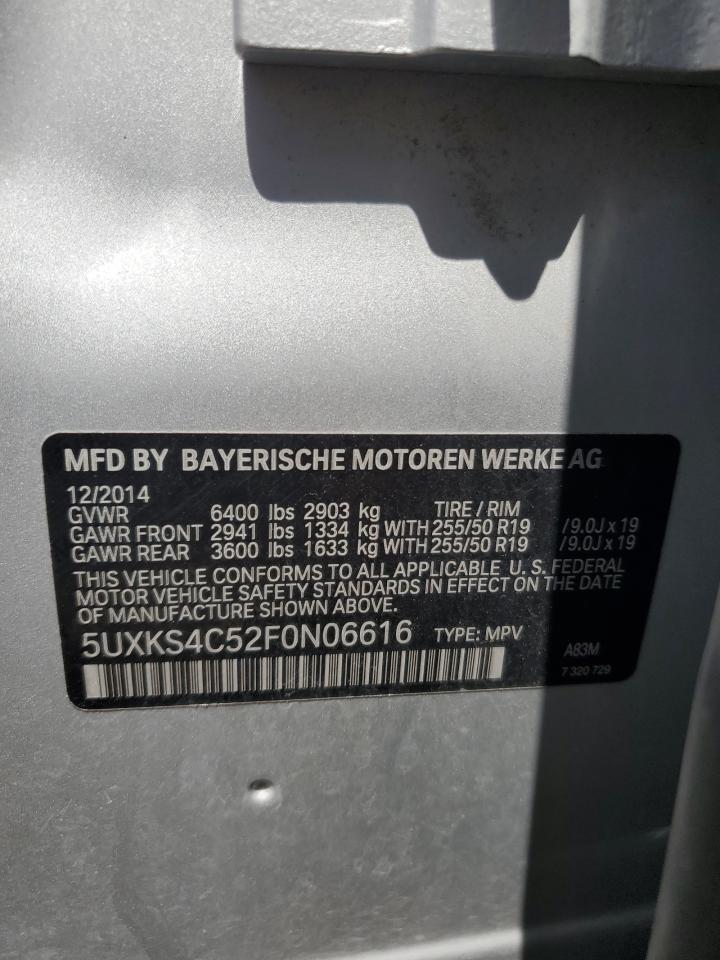 MFD BY BAYERISCHE MOTOREN WERKE AG
12/2014 TIRE / RIM
GVWR 6400 lbs 2903 kg
GAWR FRONT 2941 lbs 1334 kg WITH 255/50 R19 / 9.0J x 19
GAWR REAR 3600 lbs 1633 kg WITH 255/50 R19 / 9.0J x 19
THIS VEHICLE CONFORMS TO ALL APPLICABLE U. S. FEDERAL
MOTOR VEHICLE SAFETY STANDARDS IN EFFECT ON THE DATE
OF MANUFACTURE SHOWN ABOVE.
5UXKS4C52F0N06616 TYPE: MPV A83M
7 320 729